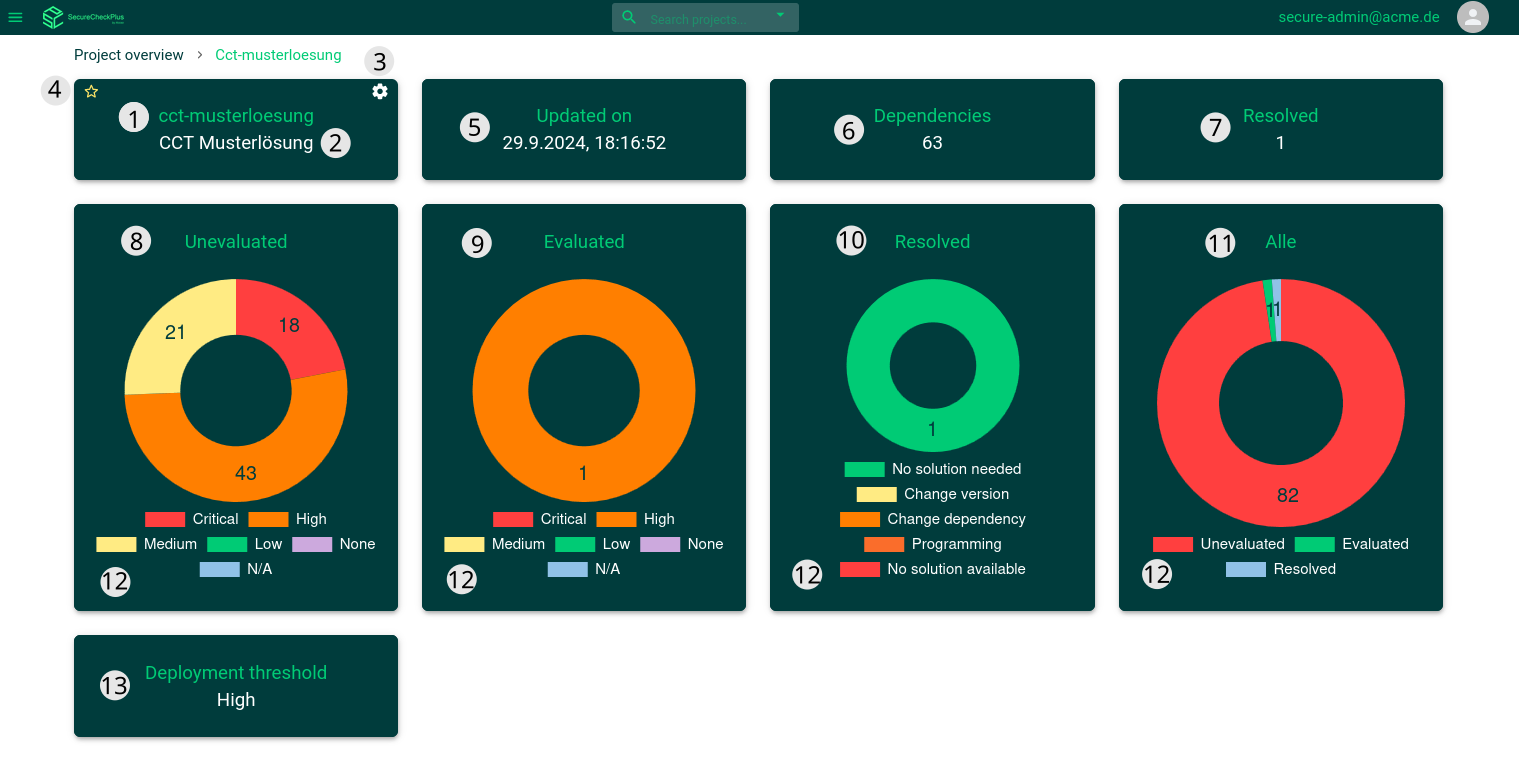 SecureCheckPlus
Search projects...
secure-admin@acme.de
Project overview > Cct-musterloesung
3
4
1 cct-musterloesung
CCT Musterlösung 2
5 Updated on
29.9.2024, 18:16:52
6 Dependencies
63
7 Resolved
1
8 Unevaluated
21
18
43
Critical High
Medium Low None
N/A
12
9 Evaluated
1
Critical High
Medium Low None
N/A
12
10 Resolved
1
No solution needed
Change version
Change dependency
Programming
No solution available
12
11 Alle
1 1
82
Unevaluated Evaluated
Resolved
12
13 Deployment threshold
High